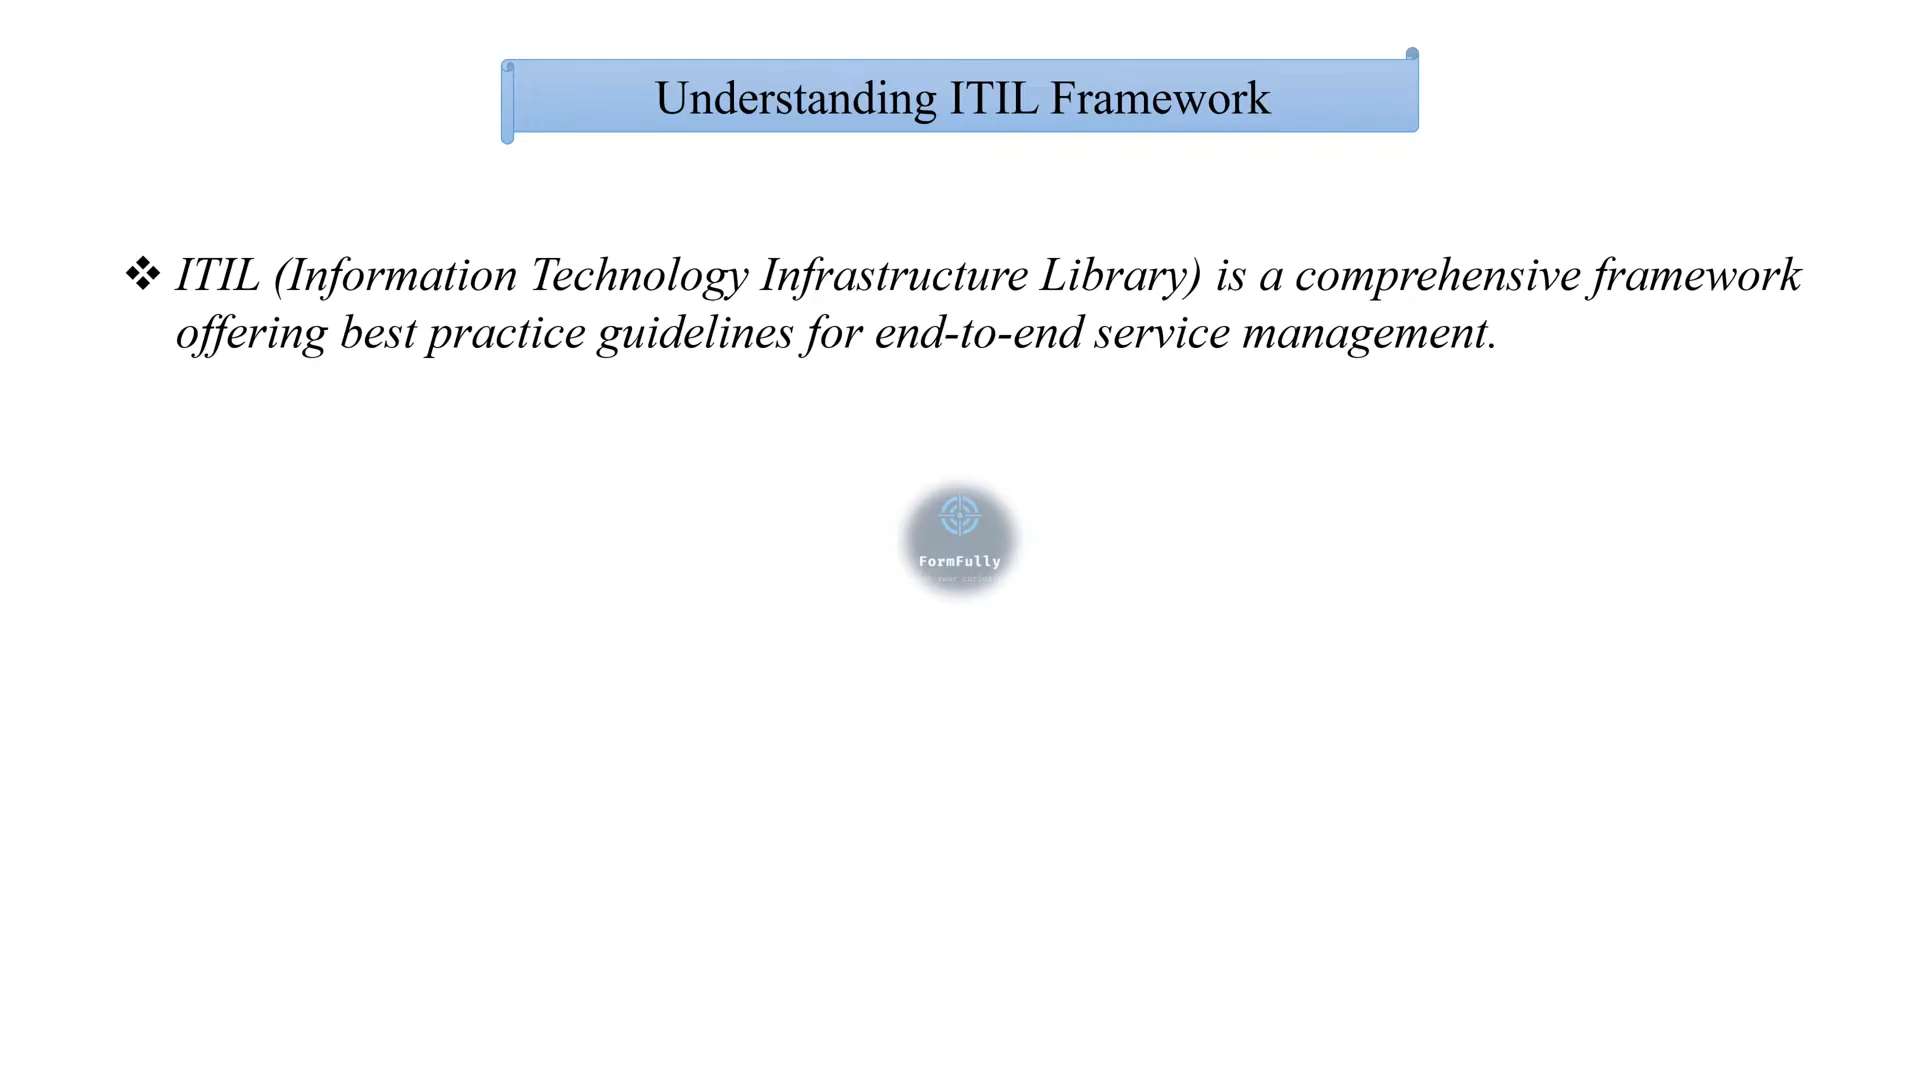 Understanding ITIL Framework
❖ ITIL (Information Technology Infrastructure Library) is a comprehensive framework
offering best practice guidelines for end-to-end service management.
FormFully
your